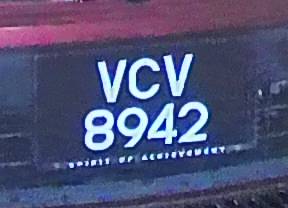 VCV
8942
SPIRIT OF ACHIEVEMENT